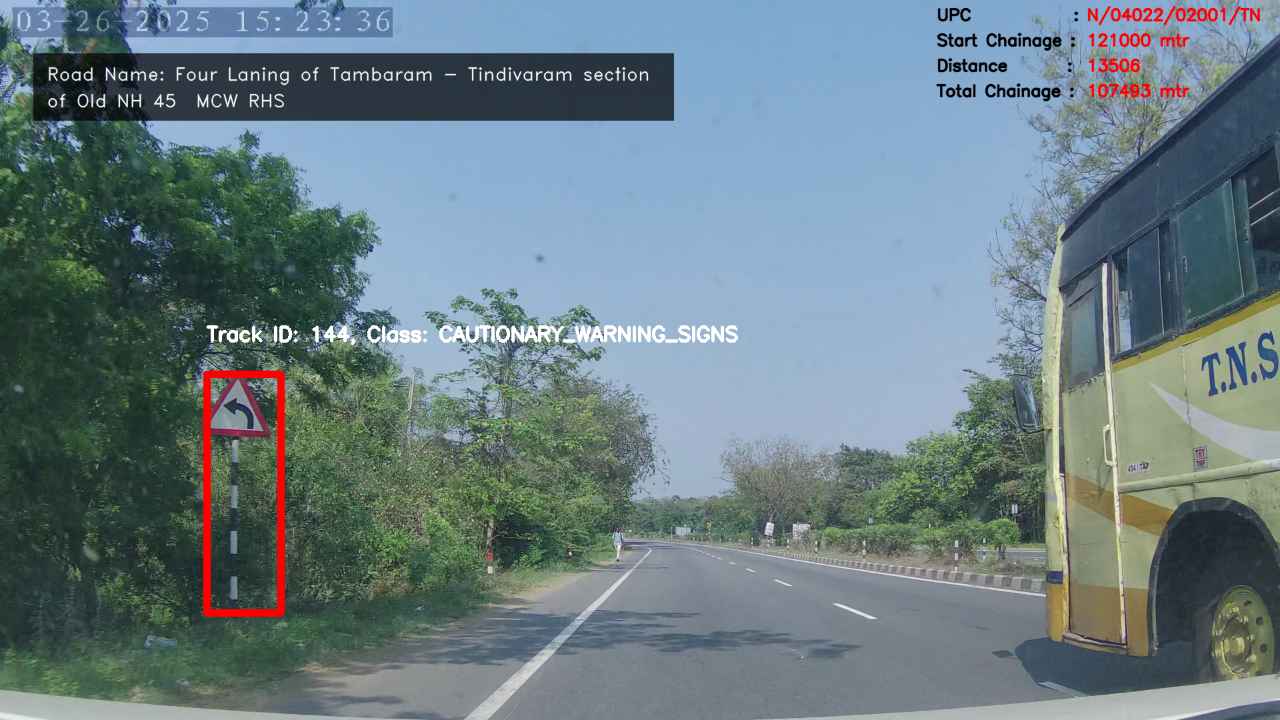 03-26-2025 15:23:36
Road Name: Four Laning of Tambaram - Tindivaram section
of Old NH 45 MCW RHS
UPC : N/04022/02001/TN
Start Chainage : 121000 mtr
Distance : 13506
Total Chainage : 107493 mtr
Track ID: 144, Class: CAUTIONARY_WARNING_SIGNS
T.N.S